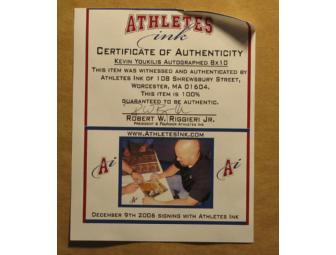 ATHLETES
ink
CERTIFICATE OF AUTHENTICITY
KEVIN YOUKILIS AUTOGRAPHED 8X10
THIS ITEM WAS WITNESSED AND AUTHENTICATED BY
ATHLETES INK OF 108 SHREWSBURY STREET,
WORCESTER, MA 01604.
THIS ITEM IS 100%
GUARANTEED TO BE AUTHENTIC.
ROBERT W. RIGGIERI JR.
PRESIDENT & FOUNDER ATHLETES INK
WWW.ATHLETESINK.COM
Ai
Ai
DECEMBER 9TH 2006 SIGNING WITH ATHLETES INK